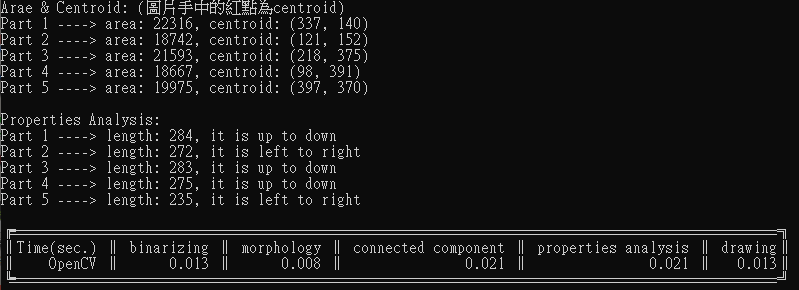 Arae & Centroid: (圖片手中的紅點為centroid)
Part 1 ----> area: 22316, centroid: (337, 140)
Part 2 ----> area: 18742, centroid: (121, 152)
Part 3 ----> area: 21593, centroid: (218, 375)
Part 4 ----> area: 18667, centroid: (98, 391)
Part 5 ----> area: 19975, centroid: (397, 370)
Properties Analysis:
Part 1 ----> length: 284, it is up to down
Part 2 ----> length: 272, it is left to right
Part 3 ----> length: 283, it is up to down
Part 4 ----> length: 275, it is up to down
Part 5 ----> length: 235, it is left to right
Time(sec.) ║ binarizing ║ morphology ║ connected component ║ properties analysis ║ drawing
OpenCV ║ 0.013 ║ 0.008 ║ 0.021 ║ 0.021 ║ 0.013